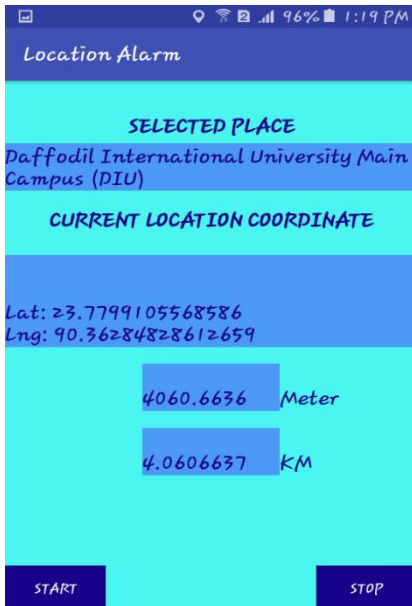 2 96% 1:19 PM
Location Alarm
SELECTED PLACE
Daffodil International University Main
Campus (DIU)
CURRENT LOCATION COORDINATE
Lat: 23.7799105568586
Lng: 90.36284828612659
4060.6636 Meter
4.0606637 KM
START STOP